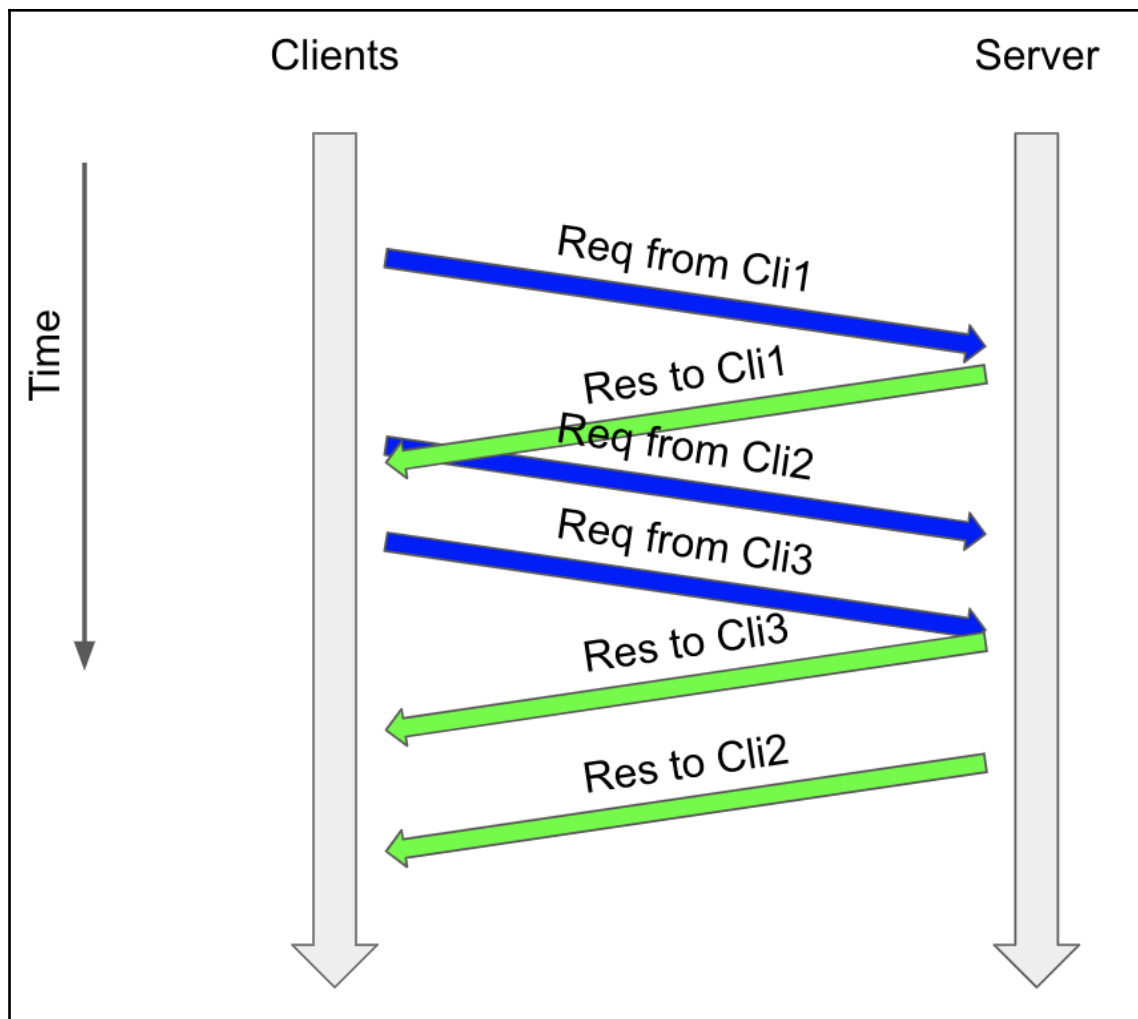 Clients
Server
Time
Req from Cli1
Res to Cli1
Req from Cli2
Req from Cli3
Res to Cli3
Res to Cli2